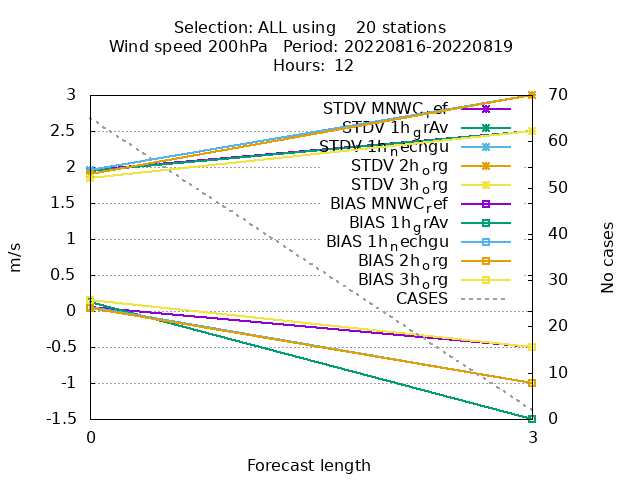 Selection: ALL using 20 stations
Wind speed 200hPa Period: 20220816-20220819
Hours: 12
STDV MNWC_ref
STDV 1h_grAv
STDV 1h_nechgu
STDV 2h_org
STDV 3h_org
BIAS MNWC_ref
BIAS 1h_grAv
BIAS 1h_nechgu
BIAS 2h_org
BIAS 3h_org
CASES
3
2.5
2
1.5
1
0.5
0
-0.5
-1
-1.5
m/s
70
60
50
40
30
20
10
0
No cases
0 3
Forecast length